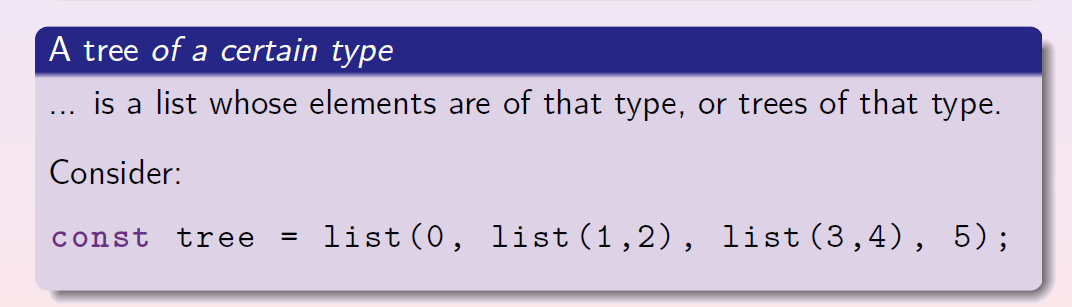 A tree of a certain type
... is a list whose elements are of that type, or trees of that type.
Consider:
const tree = list(0, list(1,2), list(3,4), 5);